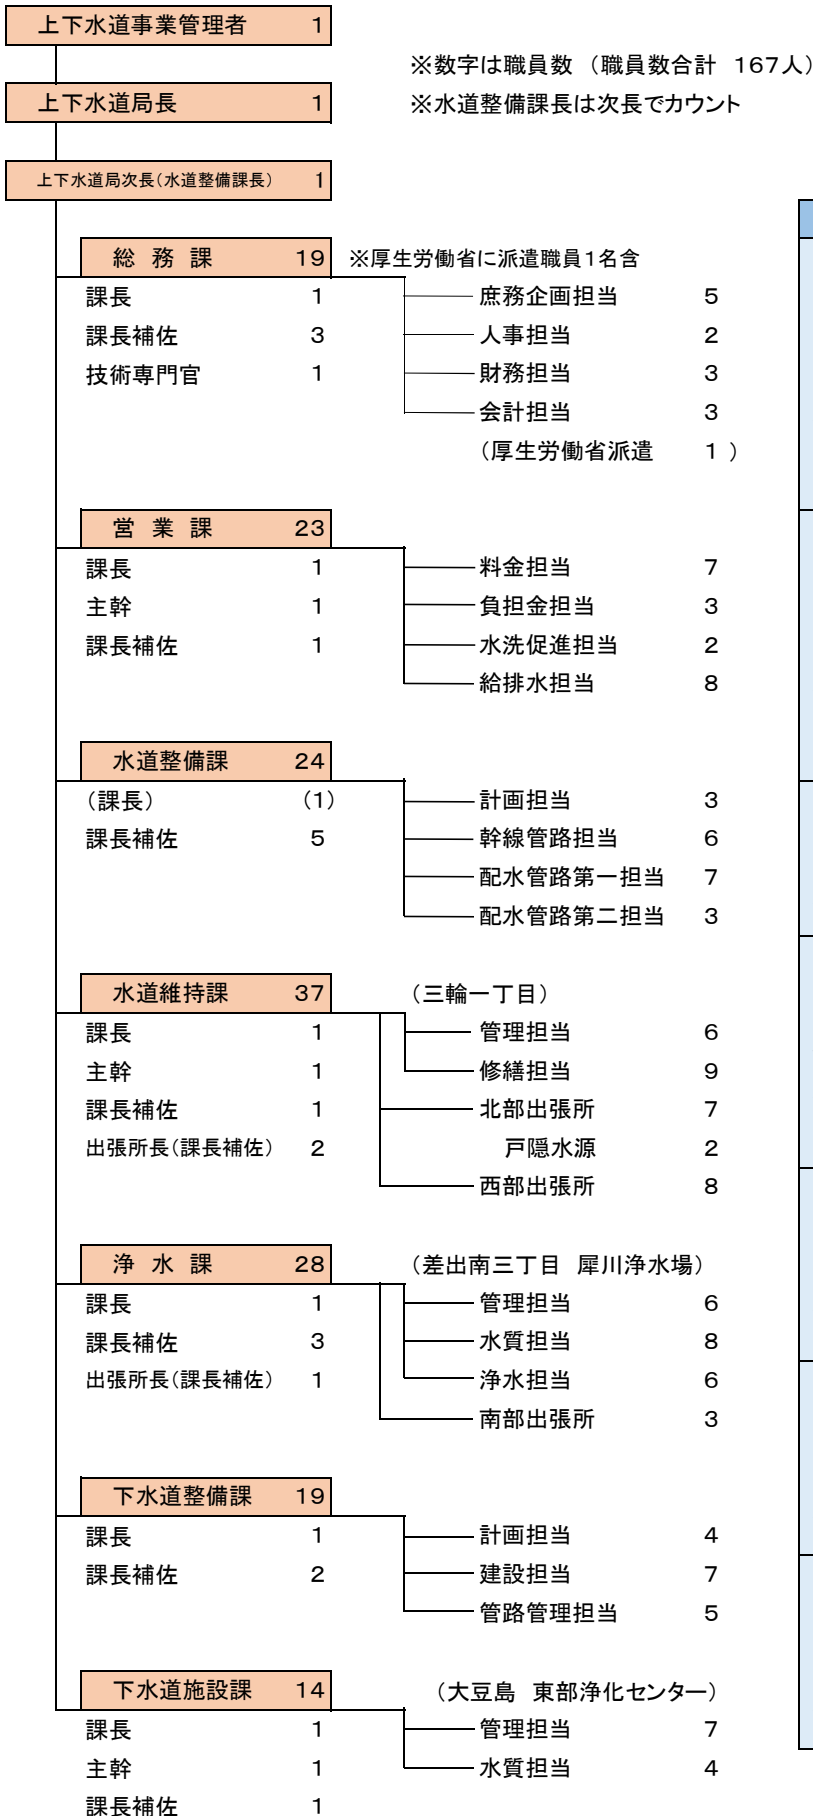 上下水道事業管理者 1
※数字は職員数（職員数合計 167人）
上下水道局長 1 ※水道整備課長は次長でカウント
上下水道局次長（水道整備課長） 1
総務課 19 ※厚生労働省に派遣職員1名含
課長 1 庶務企画担当 5
課長補佐 3 人事担当 2
技術専門官 1 財務担当 3
会計担当 3
（厚生労働省派遣 1 ）
営業課 23
課長 1 料金担当 7
主幹 1 負担金担当 3
課長補佐 1 水洗促進担当 2
給排水担当 8
水道整備課 24
（課長） （1） 計画担当 3
課長補佐 5 幹線管路担当 6
配水管路第一担当 7
配水管路第二担当 3
水道維持課 37 （三輪一丁目）
課長 1 管理担当 6
主幹 1 修繕担当 9
課長補佐 1 北部出張所 7
出張所長（課長補佐） 2 戸隠水源 2
西部出張所 8
浄水課 28 （差出南三丁目 犀川浄水場）
課長 1 管理担当 6
課長補佐 3 水質担当 8
出張所長（課長補佐） 1 浄水担当 6
南部出張所 3
下水道整備課 19
課長 1 計画担当 4
課長補佐 2 建設担当 7
管路管理担当 5
下水道施設課 14 （大豆島 東部浄化センター）
課長 1 管理担当 7
主幹 1 水質担当 4
課長補佐 1